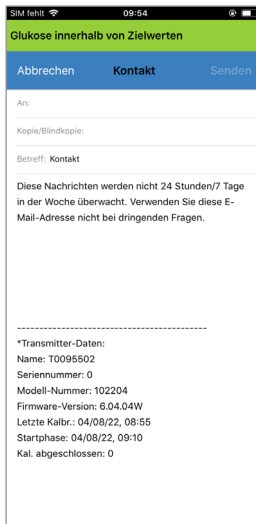 SIM fehlt 09:54
Glukose innerhalb von Zielwerten
Abbrechen Kontakt Senden
An:
Kopie/Blindkopie:
Betreff: Kontakt
Diese Nachrichten werden nicht 24 Stunden/7 Tage
in der Woche überwacht. Verwenden Sie diese E-
Mail-Adresse nicht bei dringenden Fragen.
-------------------------------------------
*Transmitter-Daten:
Name: T0095502
Seriennummer: 0
Modell-Nummer: 102204
Firmware-Version: 6.04.04W
Letzte Kalbr.: 04/08/22, 08:55
Startphase: 04/08/22, 09:10
Kal. abgeschlossen: 0